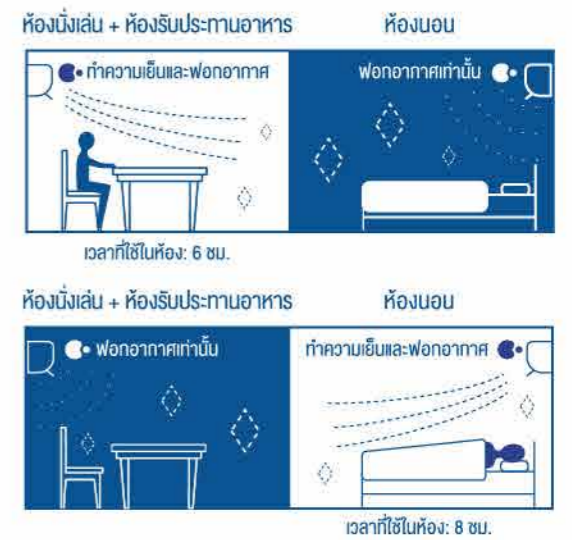 ห้องนั่งเล่น + ห้องรับประทานอาหาร
ห้องนอน
ทำความเย็นและฟอกอากาศ
ฟอกอากาศเท่านั้น
เวลาที่ใช้ในห้อง: 6 ชม.
ห้องนั่งเล่น + ห้องรับประทานอาหาร
ห้องนอน
ฟอกอากาศเท่านั้น
ทำความเย็นและฟอกอากาศ
เวลาที่ใช้ในห้อง: 8 ชม.